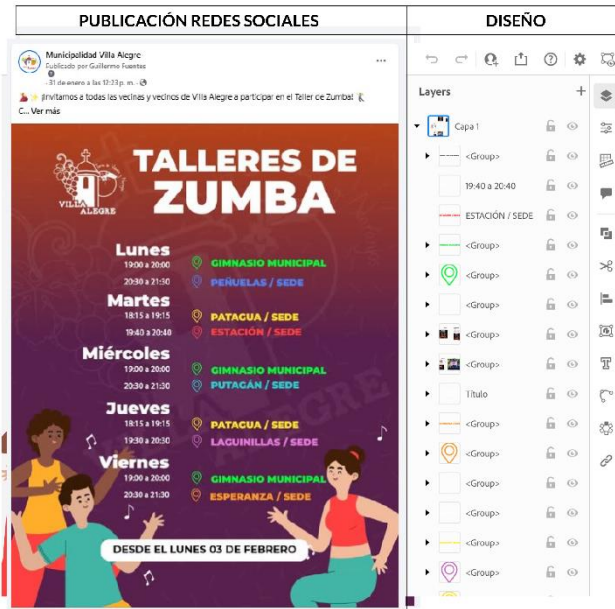 PUBLICACIÓN REDES SOCIALES
DISEÑO
Municipalidad Villa Alegre
Publicado por Guillermo Fuentes
31 de enero a las 12:23 p. m.
¡Invitamos a todas las vecinas y vecinos de Villa Alegre a participar en el Taller de Zumba!
C... Ver más
VILLA ALEGRE
TALLERES DE
ZUMBA
Lunes
19:00 a 20:00 GIMNASIO MUNICIPAL
20:30 a 21:30 PEÑUELAS / SEDE
Martes
18:15 a 19:15 PATAGUA / SEDE
19:40 a 20:40 ESTACIÓN / SEDE
Miércoles
19:00 a 20:00 GIMNASIO MUNICIPAL
20:30 a 21:30 PUTAGÁN / SEDE
Jueves
18:15 a 19:15 PATAGUA / SEDE
19:30 a 20:30 LAGUINILLAS / SEDE
Viernes
19:00 a 20:00 GIMNASIO MUNICIPAL
20:30 a 21:30 ESPERANZA / SEDE
DESDE EL LUNES 03 DE FEBRERO
Layers
Capa 1
<Group>
19:40 a 20:40
ESTACIÓN / SEDE
<Group>
<Group>
<Group>
<Group>
<Group>
Título
<Group>
<Group>
<Group>
<Group>
<Group>